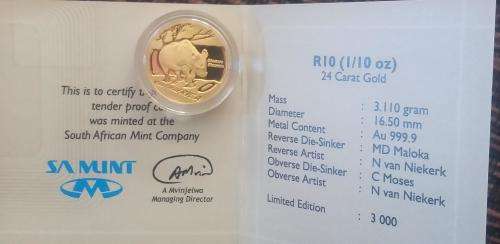 This is to certify
tender proof
was minted at the
South African Mint Company
SA MINT
A Mvinjelwa
Managing Director
R10 (1/10 oz)
24 Carat Gold
Mass : 3.110 gram
Diameter : 16.50 mm
Metal Content : Au 999.9
Reverse Die-Sinker : MD Maloka
Reverse Artist : N van Niekerk
Obverse Die-Sinker : C Moses
Obverse Artist : N van Niekerk
Limited Edition : 3 000